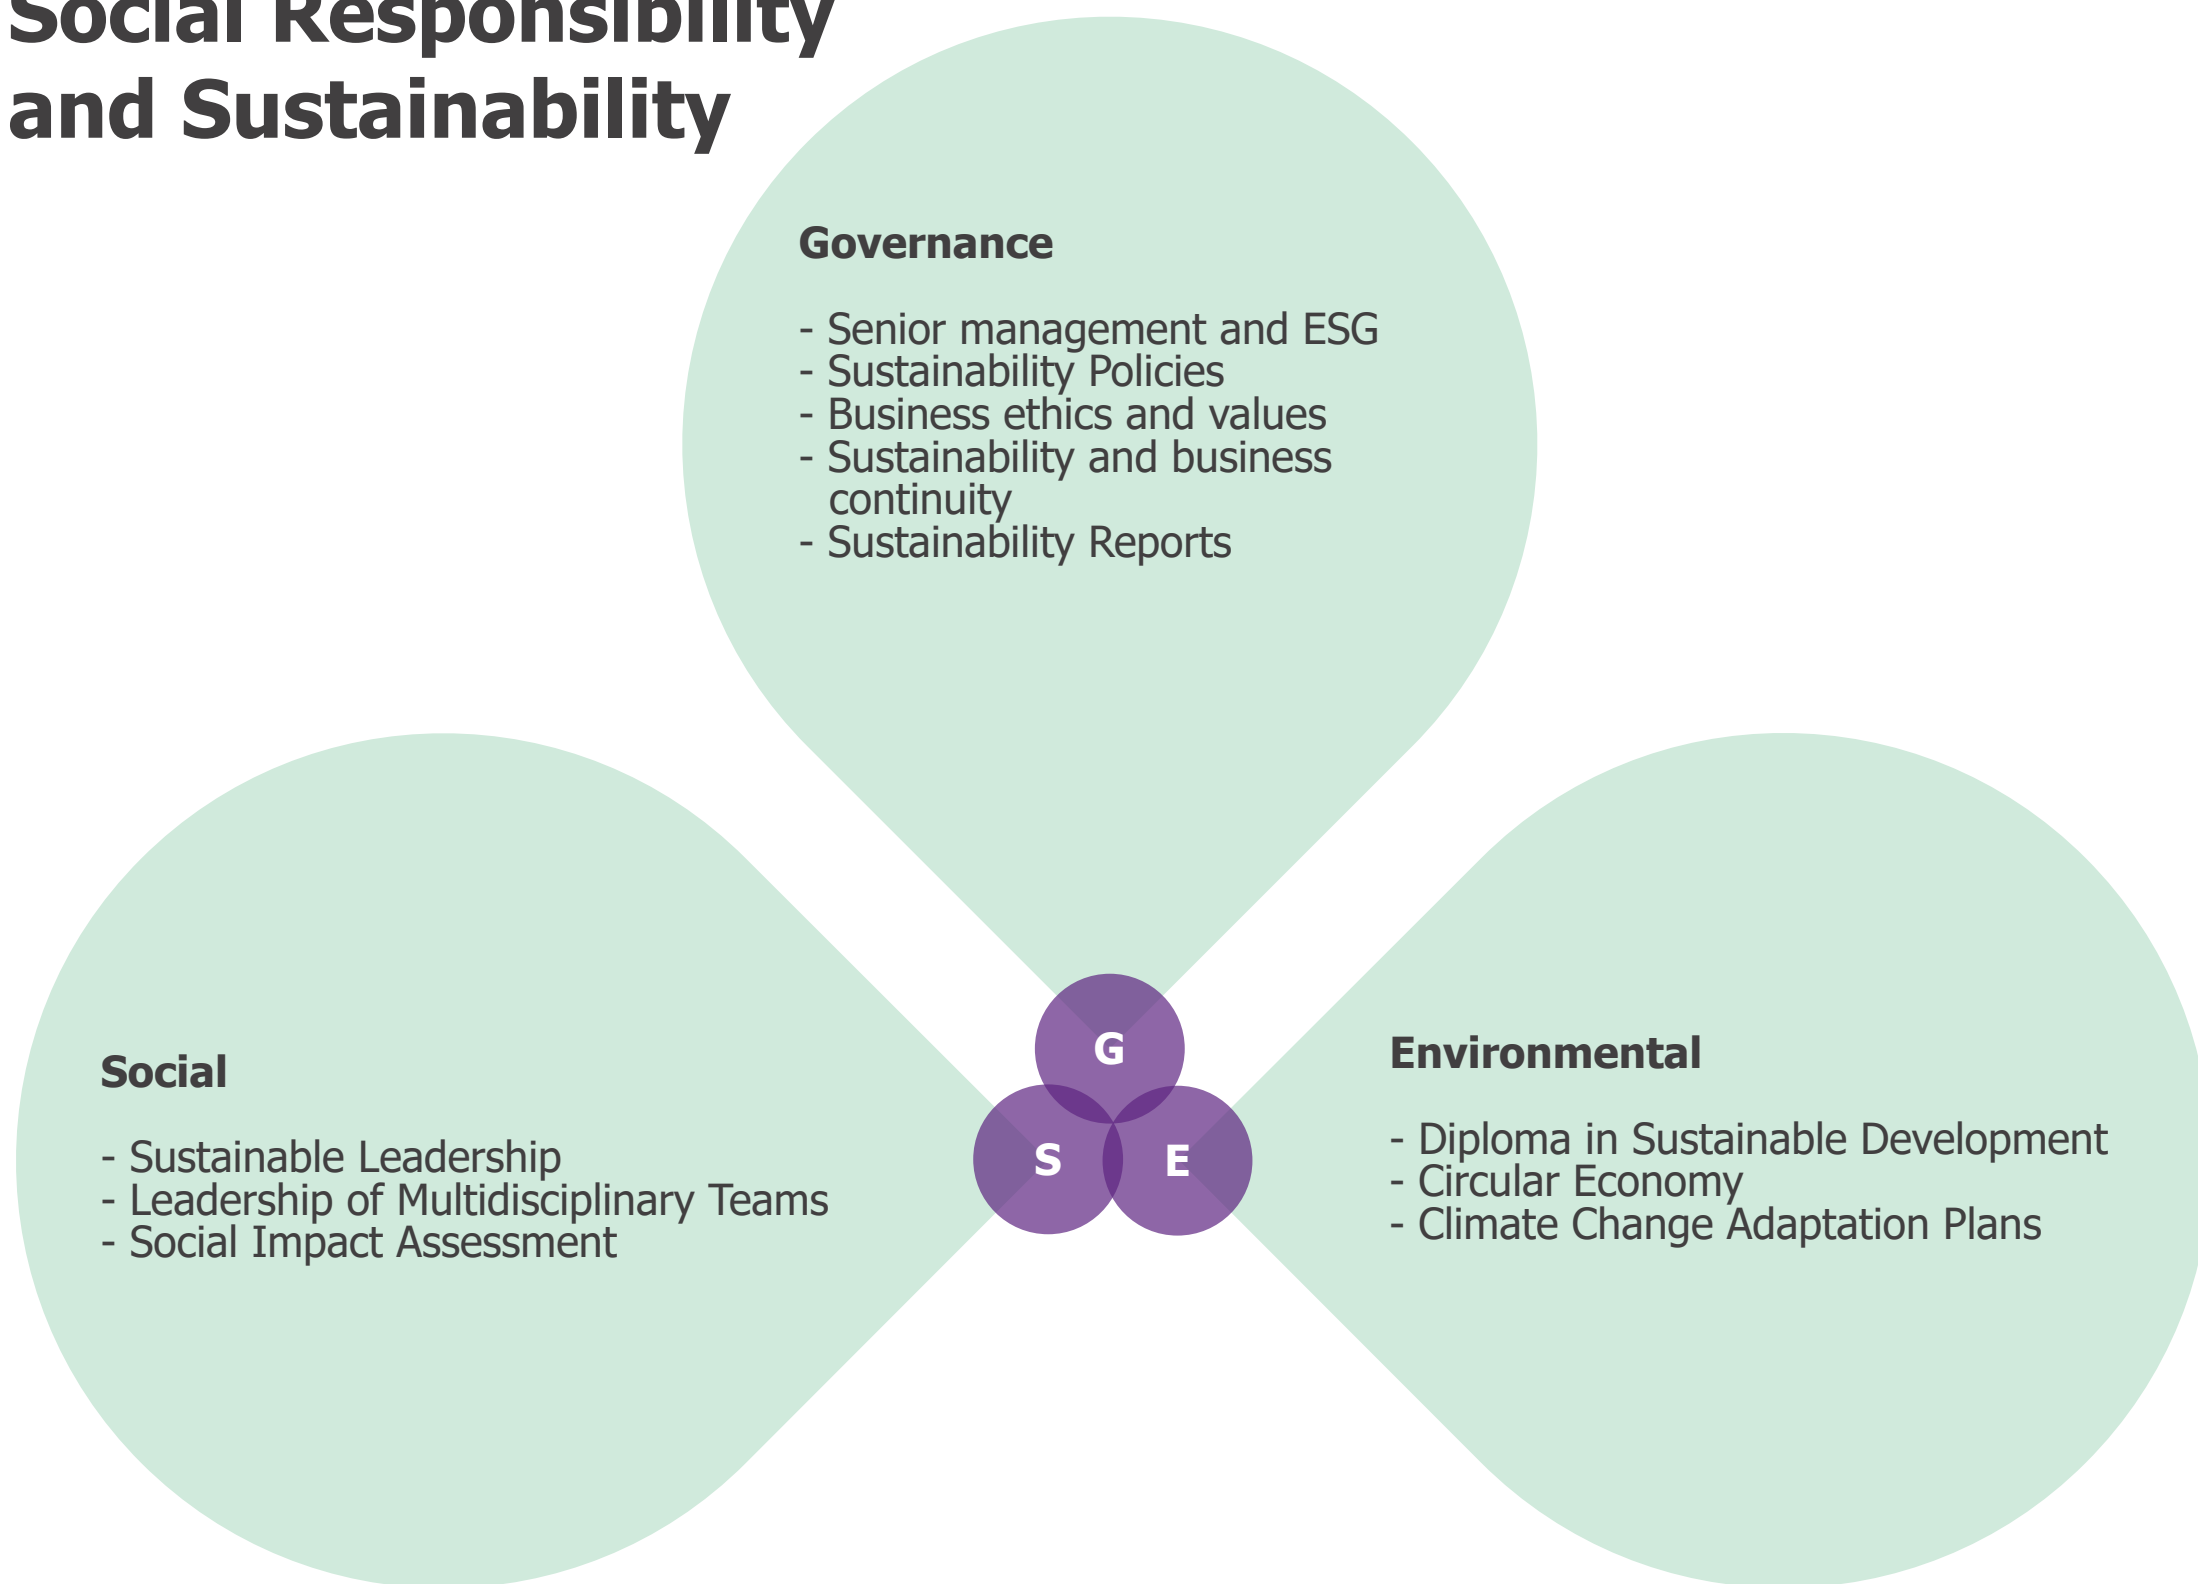 Social Responsibility
and Sustainability
Governance
- Senior management and ESG
- Sustainability Policies
- Business ethics and values
- Sustainability and business
continuity
- Sustainability Reports
Social
- Sustainable Leadership
- Leadership of Multidisciplinary Teams
- Social Impact Assessment
G
S
E
Environmental
- Diploma in Sustainable Development
- Circular Economy
- Climate Change Adaptation Plans